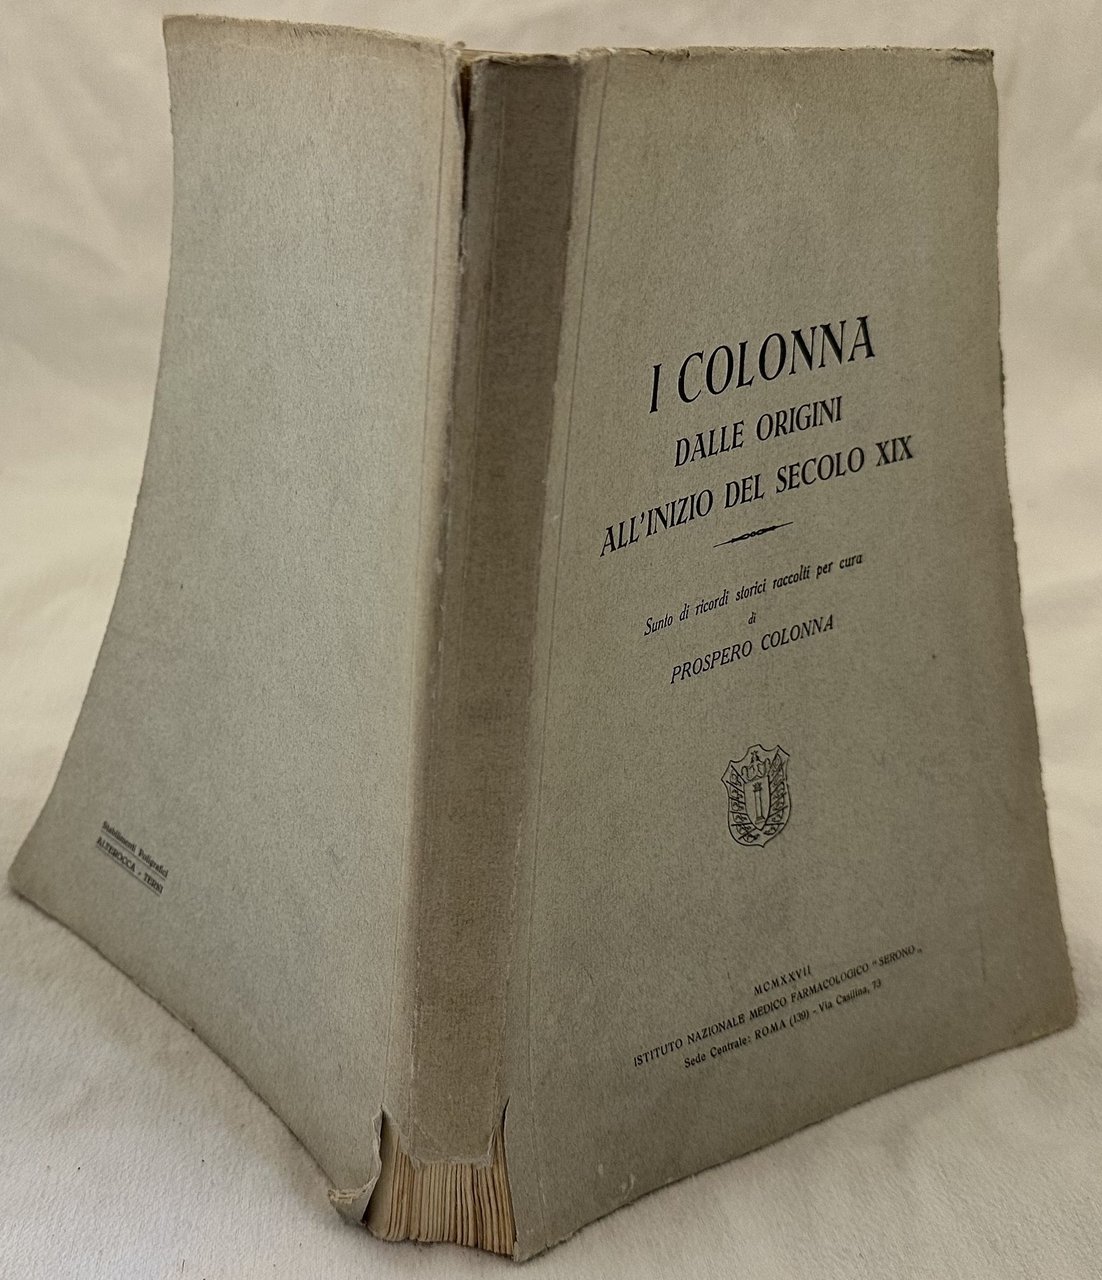 I COLONNA
DALLE ORIGINI
ALL'INIZIO DEL SECOLO XIX
Sunto di ricordi storici raccolti per cura
di
PROSPERO COLONNA
MCMXXVII
ISTITUTO NAZIONALE MEDICO FARMACOLOGICO "SERONO„
Sede Centrale: ROMA (139) - Via Casilina, 73
Stabilimenti Poligrafici
ALTEROCCA - TERNI